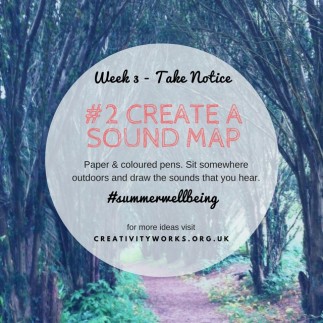 Week 3 - Take Notice
#2 CREATE A
SOUND MAP
Paper & coloured pens. Sit somewhere
outdoors and draw the sounds that you hear.
#summerwellbeing
for more ideas visit
CREATIVITYWORKS.ORG.UK